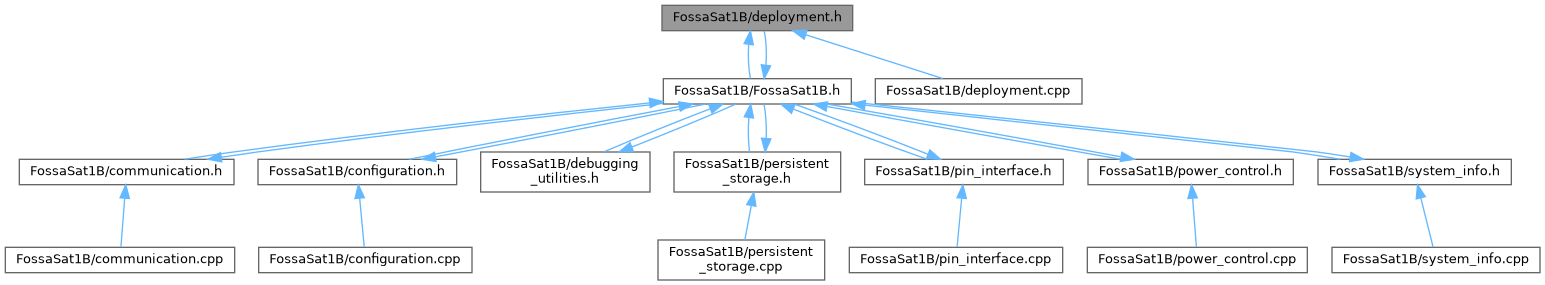 FossaSat1B/deployment.h
FossaSat1B/FossaSat1B.h
FossaSat1B/deployment.cpp
FossaSat1B/communication.h
FossaSat1B/configuration.h
FossaSat1B/debugging
_utilities.h
FossaSat1B/persistent
_storage.h
FossaSat1B/pin_interface.h
FossaSat1B/power_control.h
FossaSat1B/system_info.h
FossaSat1B/communication.cpp
FossaSat1B/configuration.cpp
FossaSat1B/persistent
_storage.cpp
FossaSat1B/pin_interface.cpp
FossaSat1B/power_control.cpp
FossaSat1B/system_info.cpp